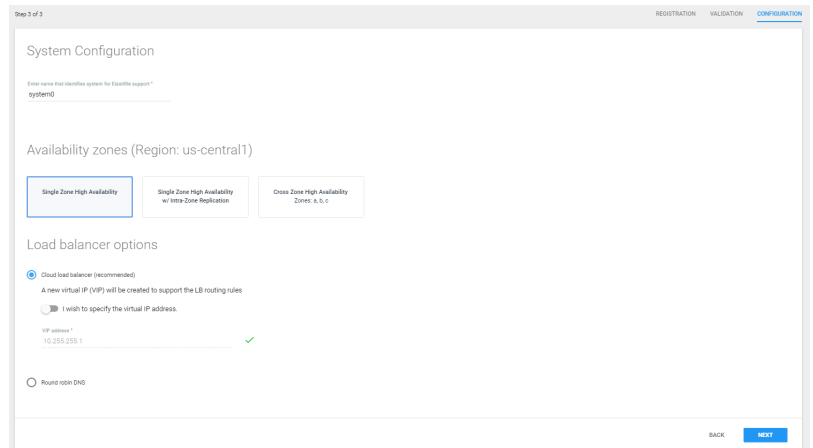 Step 3 of 3
REGISTRATION VALIDATION CONFIGURATION
System Configuration
Enter name that identifies system for Elastifile support *
system0
Availability zones (Region: us-central1)
Single Zone High Availability
Single Zone High Availability
w/ Intra-Zone Replication
Cross Zone High Availability
Zones: a, b, c
Load balancer options
Cloud load balancer (recommended)
A new virtual IP (VIP) will be created to support the LB routing rules
I wish to specify the virtual IP address.
VIP address *
10.255.255.1
Round robin DNS
BACK NEXT